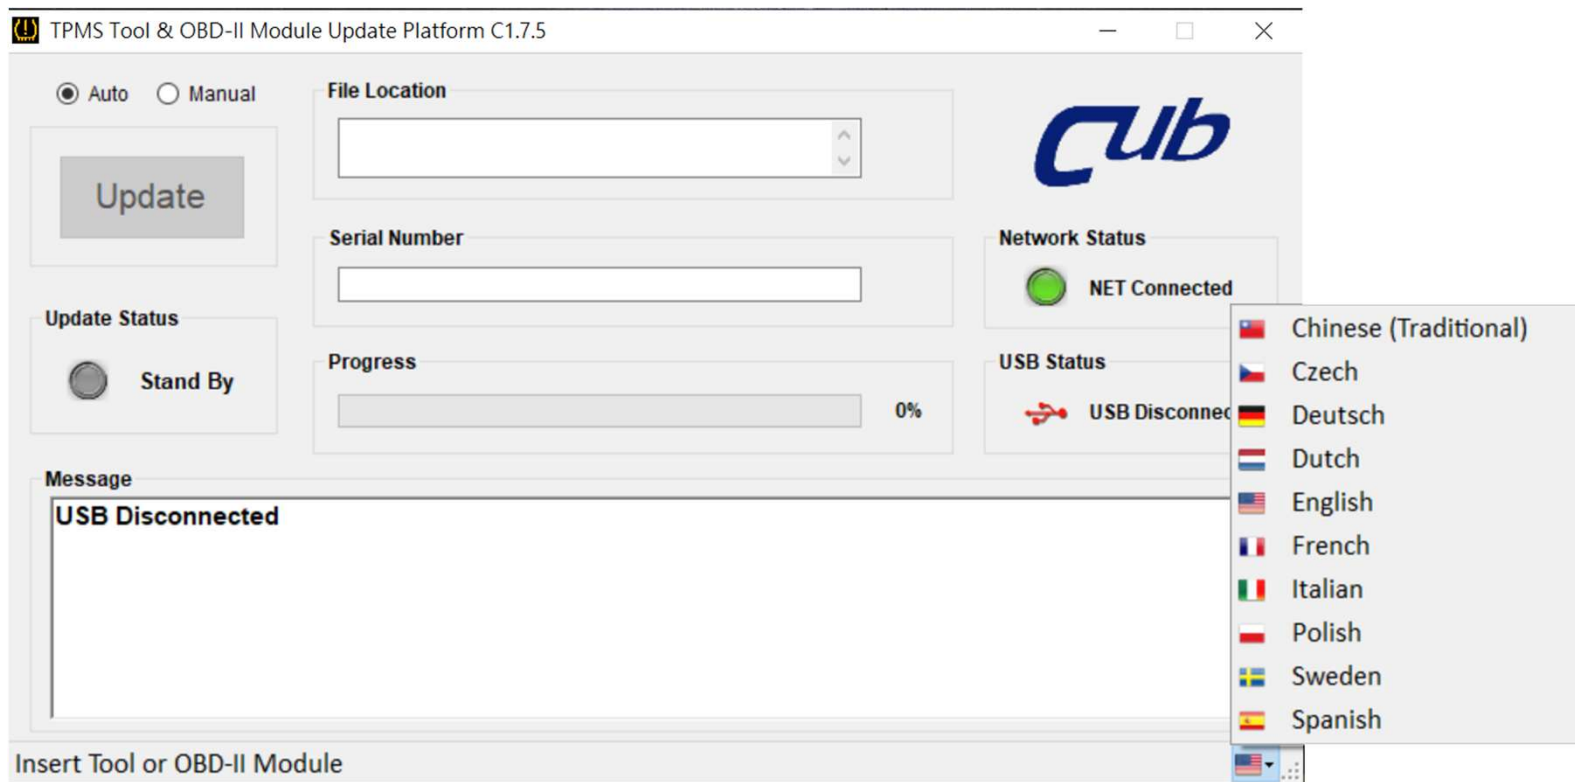 TPMS Tool & OBD-II Module Update Platform C1.7.5
Auto
Manual
File Location
Cub
Update
Serial Number
Network Status
NET Connected
Update Status
Stand By
Progress
0%
USB Status
USB Disconnec
Message
USB Disconnected
Chinese (Traditional)
Czech
Deutsch
Dutch
English
French
Italian
Polish
Sweden
Spanish
Insert Tool or OBD-II Module